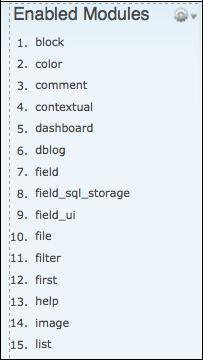 Enabled Modules
1. block
2. color
3. comment
4. contextual
5. dashboard
6. dblog
7. field
8. field_sql_storage
9. field_ui
10. file
11. filter
12. first
13. help
14. image
15. list